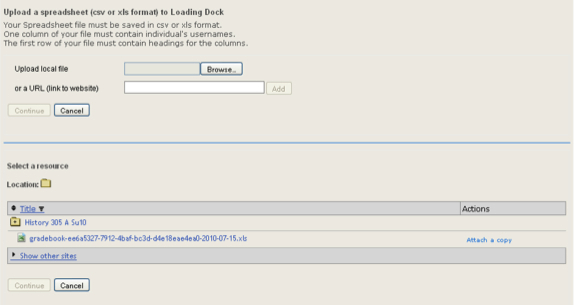 Upload a spreadsheet (csv or xls format) to Loading Dock
Your Spreadsheet file must be saved in csv or xls format.
One column of your file must contain individual's usernames.
The first row of your file must contain headings for the columns.
Upload local file Browse...
or a URL (link to website) Add
Continue Cancel
Select a resource
Location:
Title Actions
History 305 A Su10
gradebook-ee6a5327-7912-4baf-bc3d-d4e18eae4ea0-2010-07-15.xls Attach a copy
Show other sites
Continue Cancel